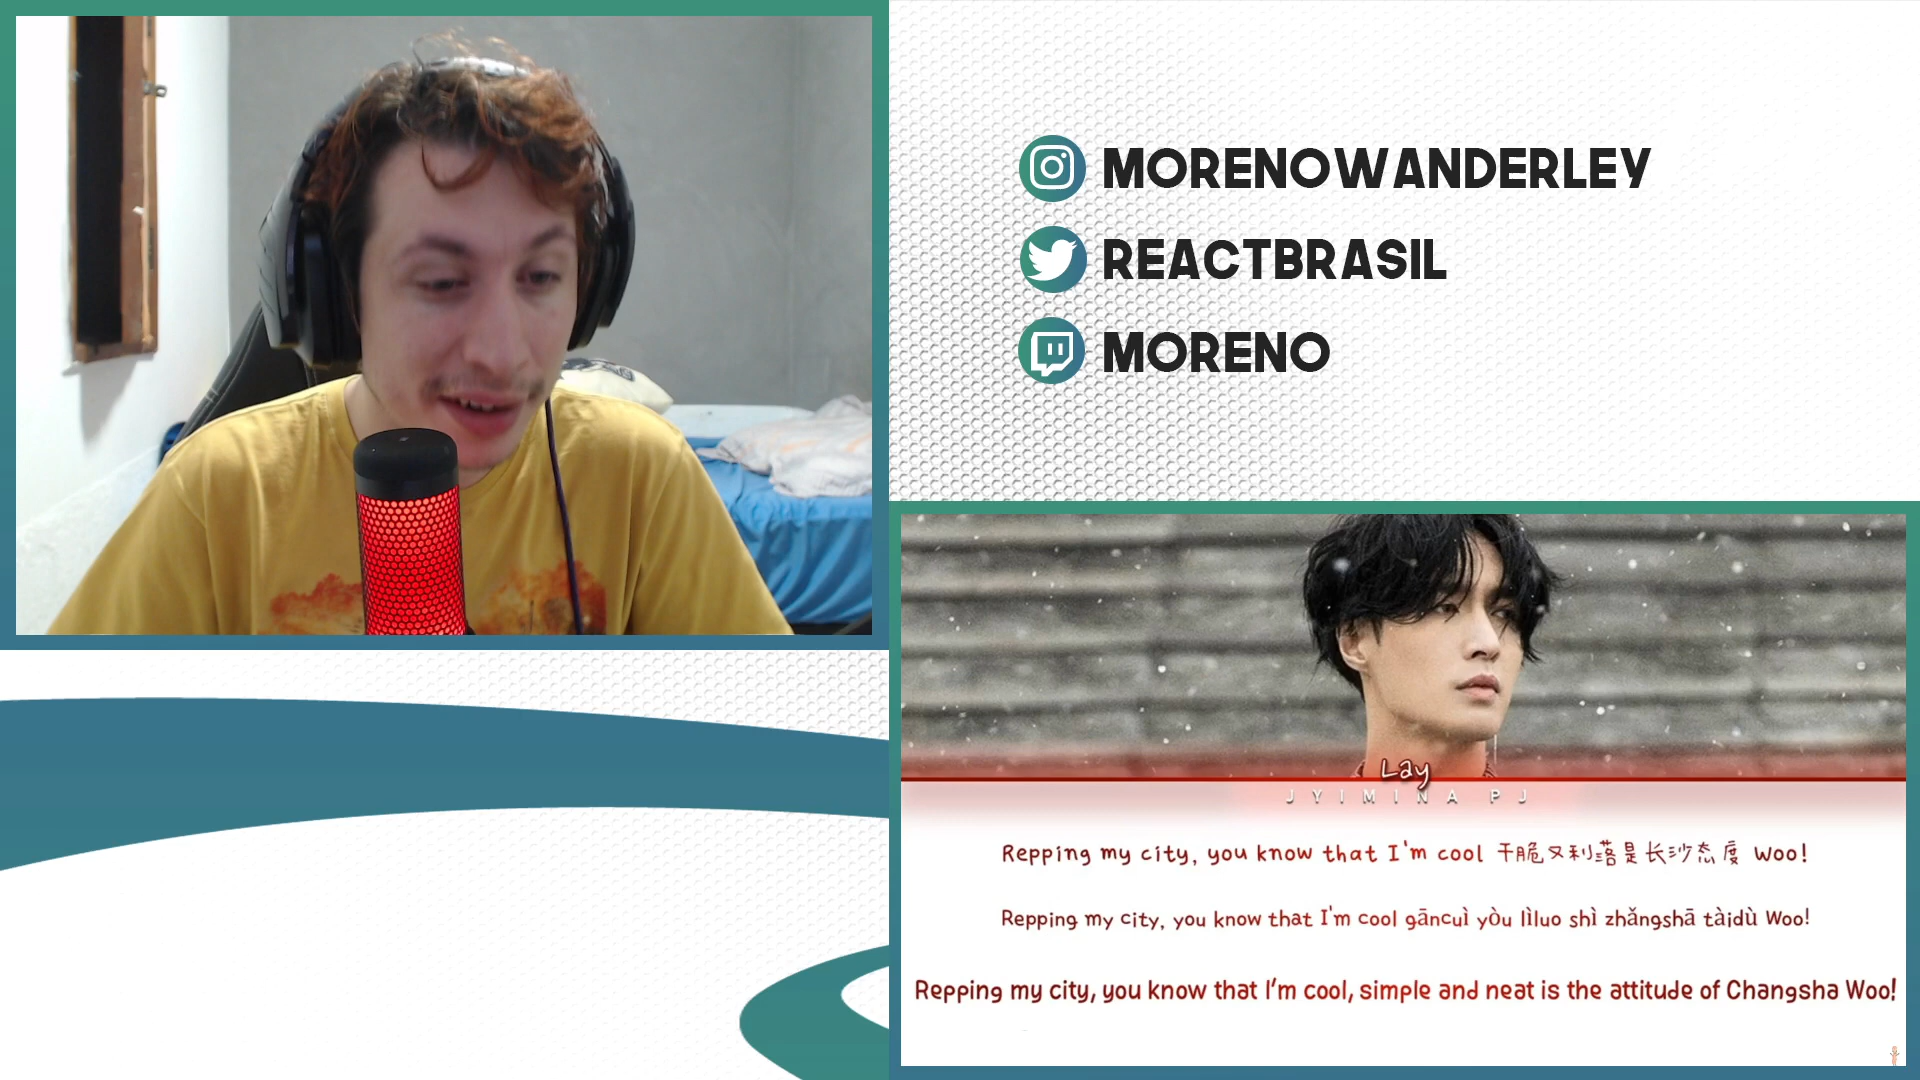 MORENOWANDERLEY
REACTBRASIL
MORENO
Lay
JYIMINA PJ
Repping my city, you know that I'm cool 干脆又利落是长沙态度 Woo!
Repping my city, you know that I'm cool gāncuì yòu lìluo shì zhǎngshā tàidù Woo!
Repping my city, you know that I'm cool, simple and neat is the attitude of Changsha Woo!